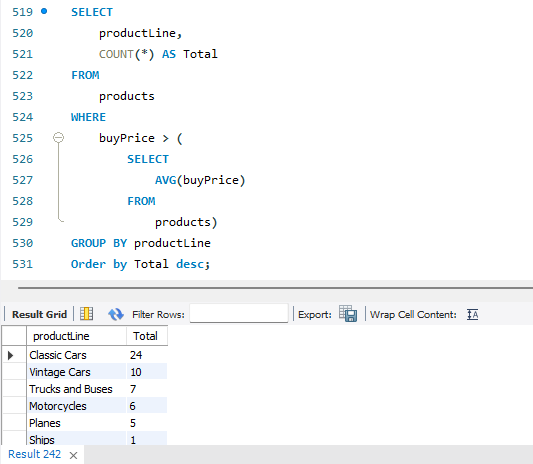 519 SELECT
520 productLine,
521 COUNT(*) AS Total
522 FROM
523 products
524 WHERE
525 buyPrice > (
526 SELECT
527 AVG(buyPrice)
528 FROM
529 products)
530 GROUP BY productLine
531 Order by Total desc;
Result Grid Filter Rows: Export: Wrap Cell Content: IA
productLine Total
Classic Cars 24
Vintage Cars 10
Trucks and Buses 7
Motorcycles 6
Planes 5
Ships 1
Result 242 ×